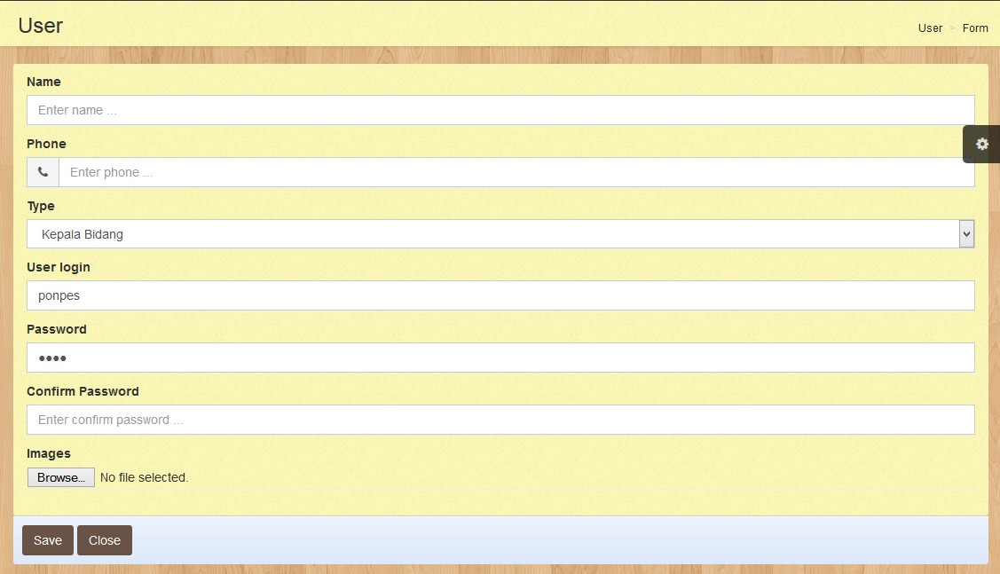 User
User > Form
Name
Enter name ...
Phone
Enter phone ...
Type
Kepala Bidang
User login
ponpes
Password
●●●●
Confirm Password
Enter confirm password ...
Images
Browse... No file selected.
Save Close